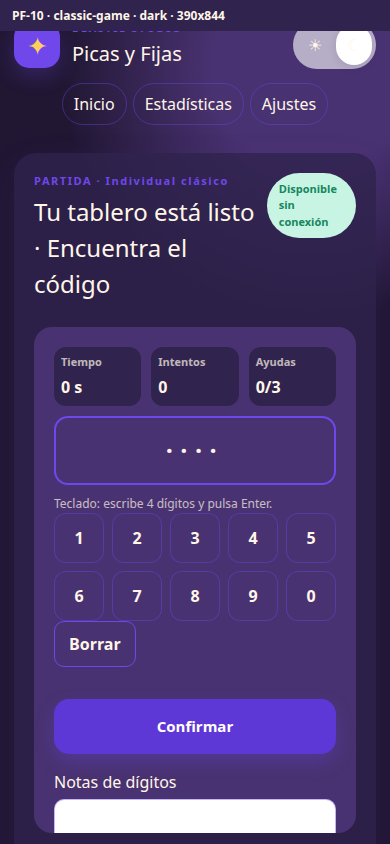 PF-10 · classic-game · dark · 390x844
Picas y Fijas
Inicio
Estadísticas
Ajustes
PARTIDA · Individual clásico
Tu tablero está listo
· Encuentra el
código
Disponible
sin
conexión
Tiempo
0 s
Intentos
0
Ayudas
0/3
• • • •
Teclado: escribe 4 dígitos y pulsa Enter.
1 2 3 4 5
6 7 8 9 0
Borrar
Confirmar
Notas de dígitos